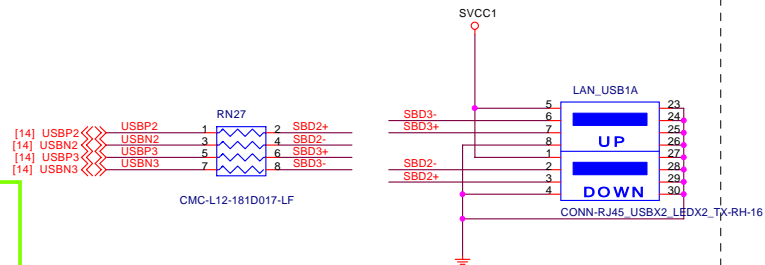 SVCC1
LAN_USB1A
RN27
[14] USBP2 USBP2 1 2 SBD2+
[14] USBN2 USBN2 3 4 SBD2-
[14] USBP3 USBP3 5 6 SBD3+
[14] USBN3 USBN3 7 8 SBD3-
CMC-L12-181D017-LF
5 23
SBD3- 6 24
SBD3+ 7 25
8 UP 26
1 27
SBD2- 2 28
SBD2+ 3 29
4 DOWN 30
CONN-RJ45_USBX2_LEDX2_TX-RH-16